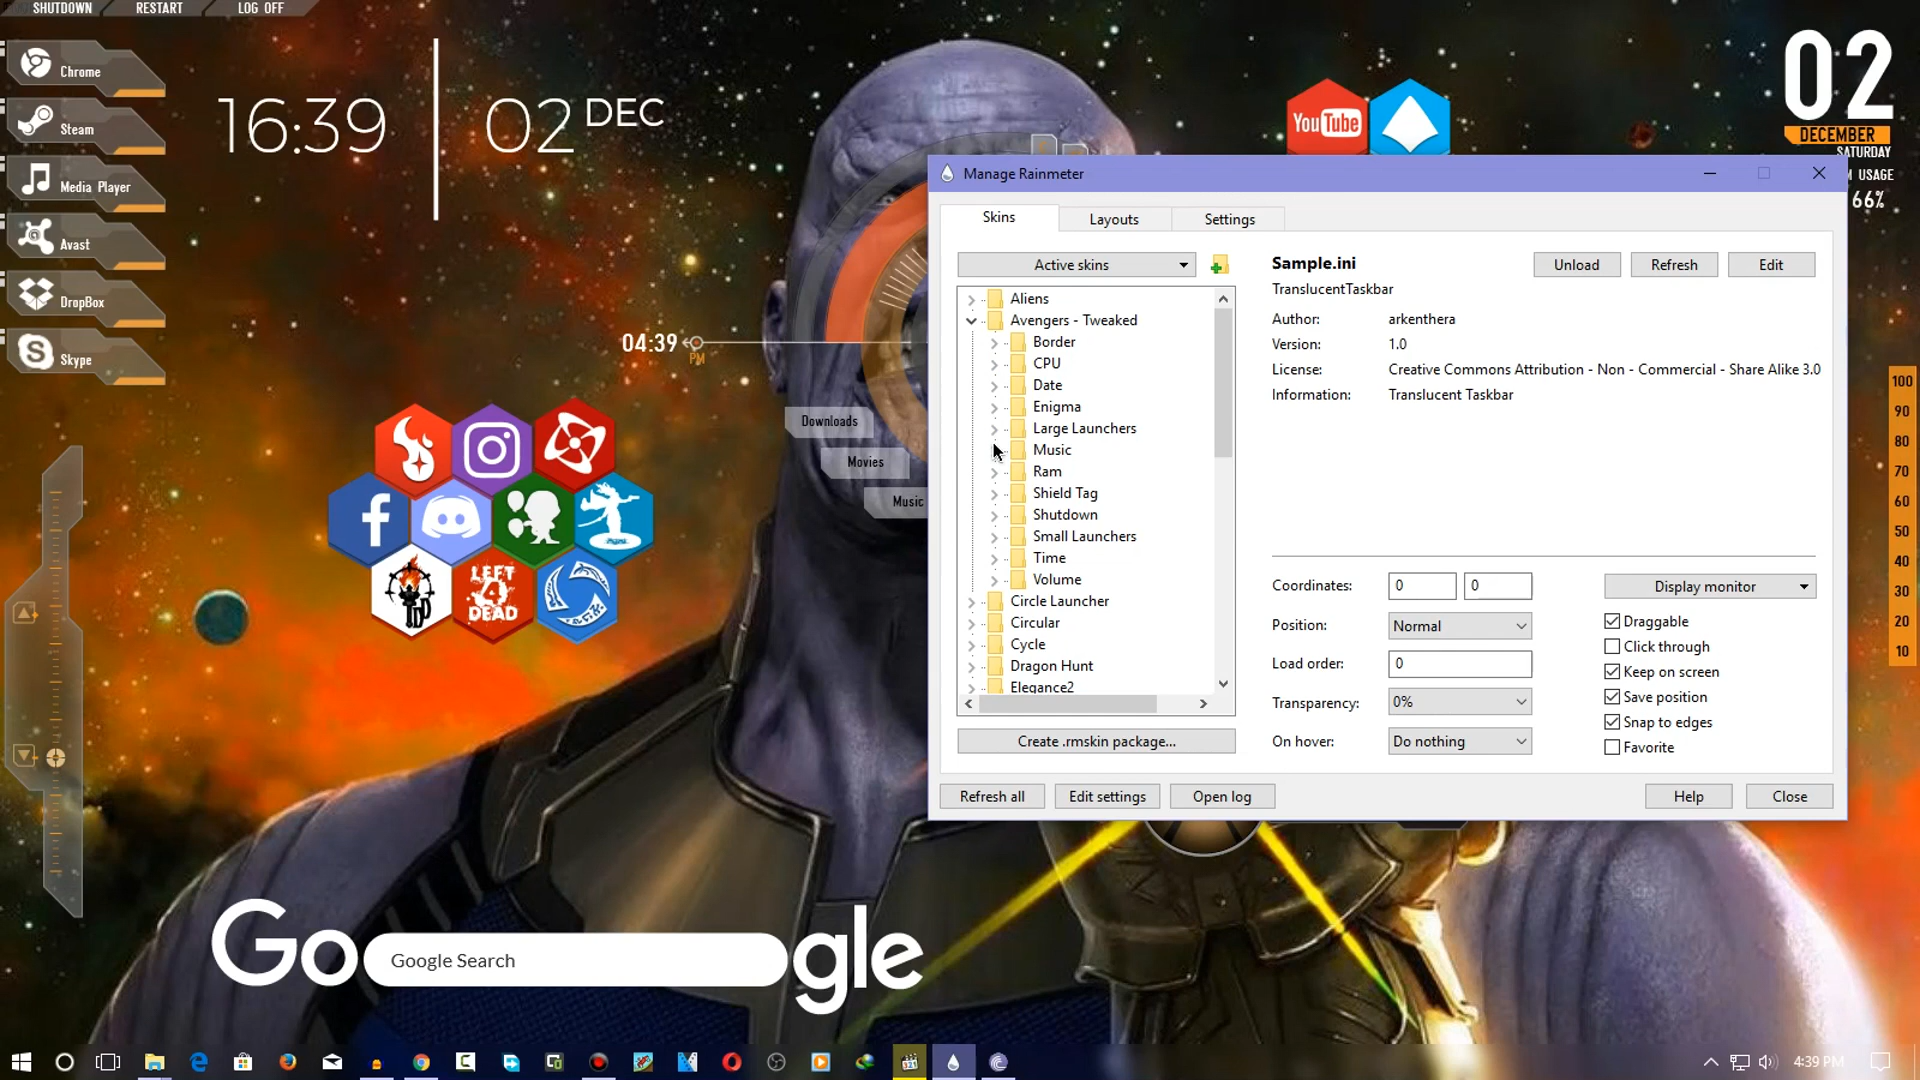 SHUTDOWN RESTART LOG OFF
Chrome
Steam
Media Player
Avast
DropBox
Skype
16:39
02 DEC
YouTube
02
DECEMBER
SATURDAY
USAGE
66%
04:39
PM
Downloads
Movies
Music
LEFT
4
DEAD
Manage Rainmeter
Skins Layouts Settings
Active skins
Aliens
Avengers - Tweaked
Border
CPU
Date
Enigma
Large Launchers
Music
Ram
Shield Tag
Shutdown
Small Launchers
Time
Volume
Circle Launcher
Circular
Cycle
Dragon Hunt
Elegance2
Create .rmskin package...
Sample.ini
Unload Refresh Edit
TranslucentTaskbar
Author: arkenthera
Version: 1.0
License: Creative Commons Attribution - Non - Commercial - Share Alike 3.0
Information: Translucent Taskbar
Coordinates: 0 0
Display monitor
Position: Normal
Load order: 0
Transparency: 0%
On hover: Do nothing
Draggable
Click through
Keep on screen
Save position
Snap to edges
Favorite
Refresh all Edit settings Open log
Help Close
100
90
80
70
60
50
40
30
20
10
Google
Google Search
4:39 PM